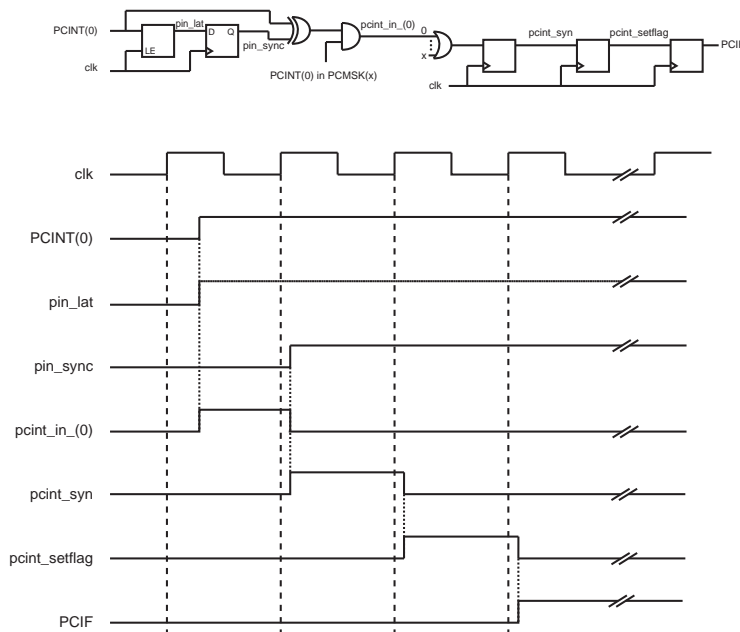 PCINT(0)
pin_lat
D Q
LE
pin_sync
clk
PCINT(0) in PCMSK(x)
pcint_in_(0)
0
x
clk
pcint_syn
pcint_setflag
PCIF
clk
PCINT(0)
pin_lat
pin_sync
pcint_in_(0)
pcint_syn
pcint_setflag
PCIF